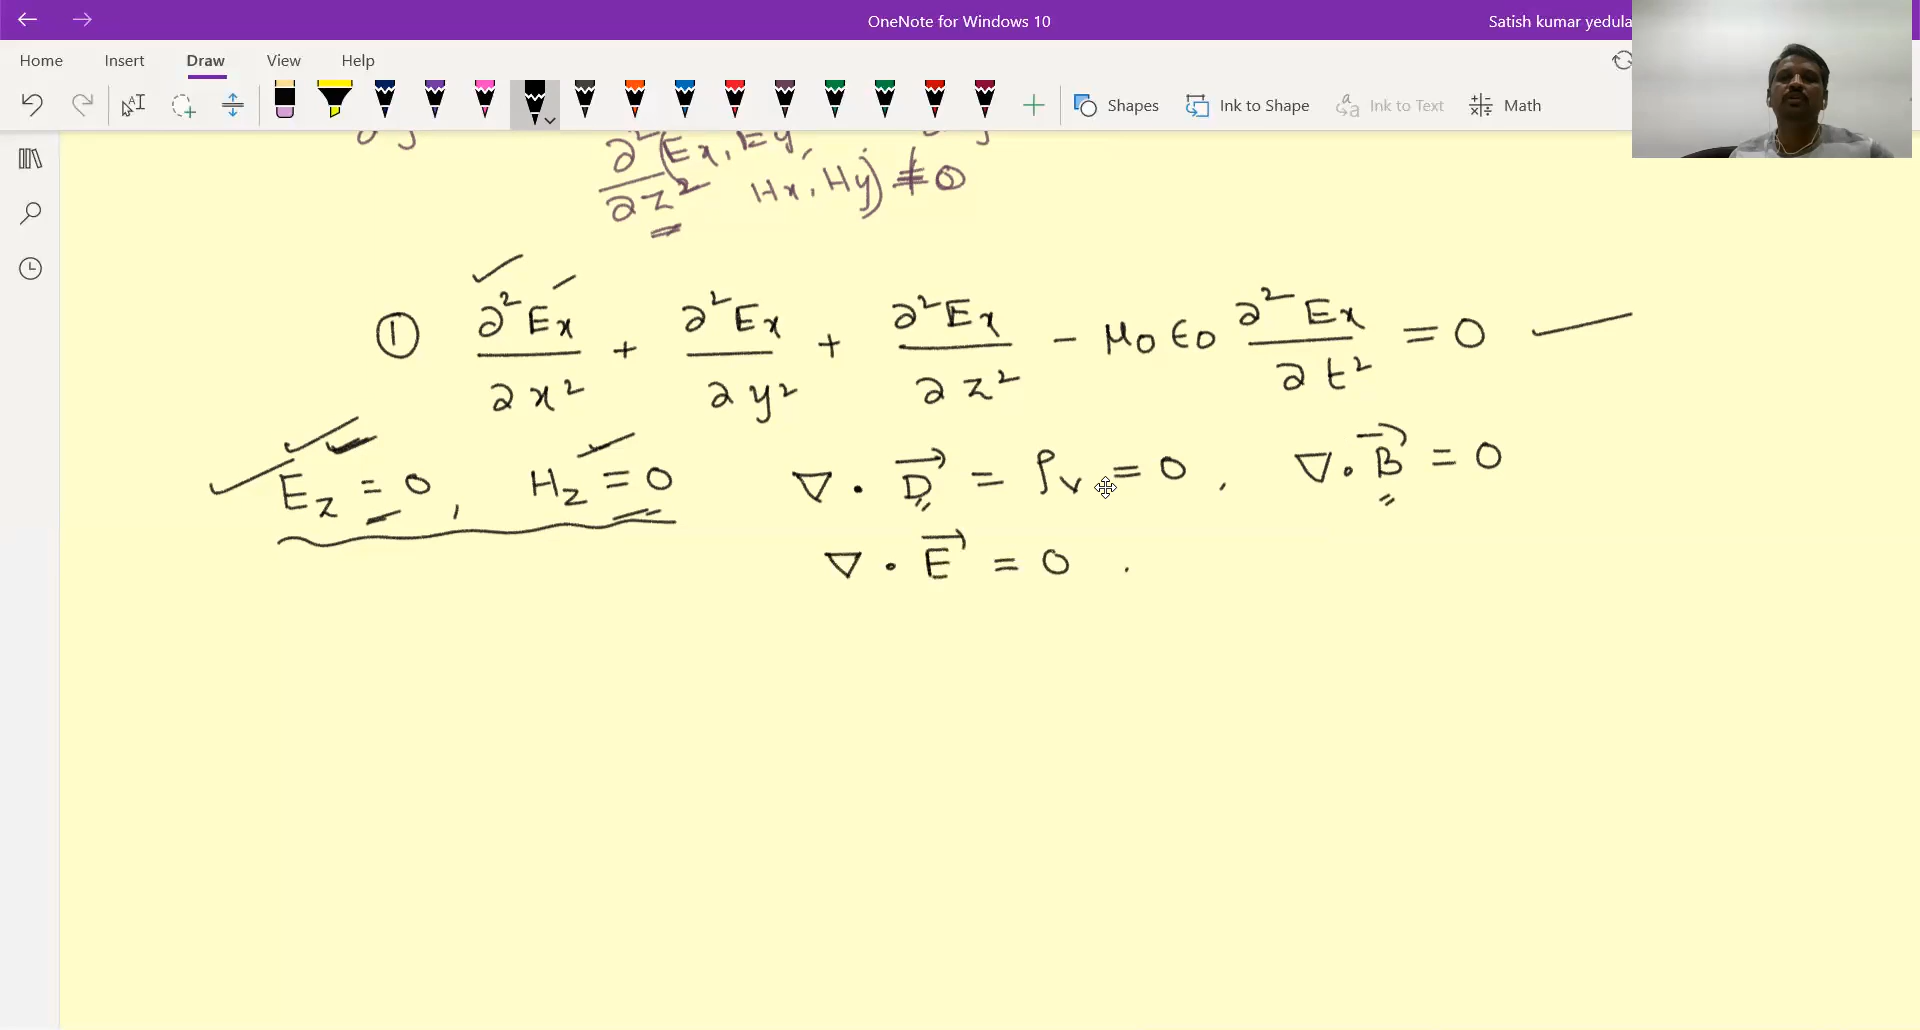 OneNote for Windows 10
Satish kumar yedula
Home Insert Draw View Help
Shapes Ink to Shape Ink to Text Math
∂²(Ex, Ey,
∂z² Hx, Hy) ≠ 0
① ∂²Ex/∂x² + ∂²Ex/∂y² + ∂²Ex/∂z² - μ0 ϵ0 ∂²Ex/∂t² = 0
Ez = 0, Hz = 0 ∇ · D⃗ = ρv = 0, ∇ · B⃗ = 0
∇ · E⃗ = 0 .